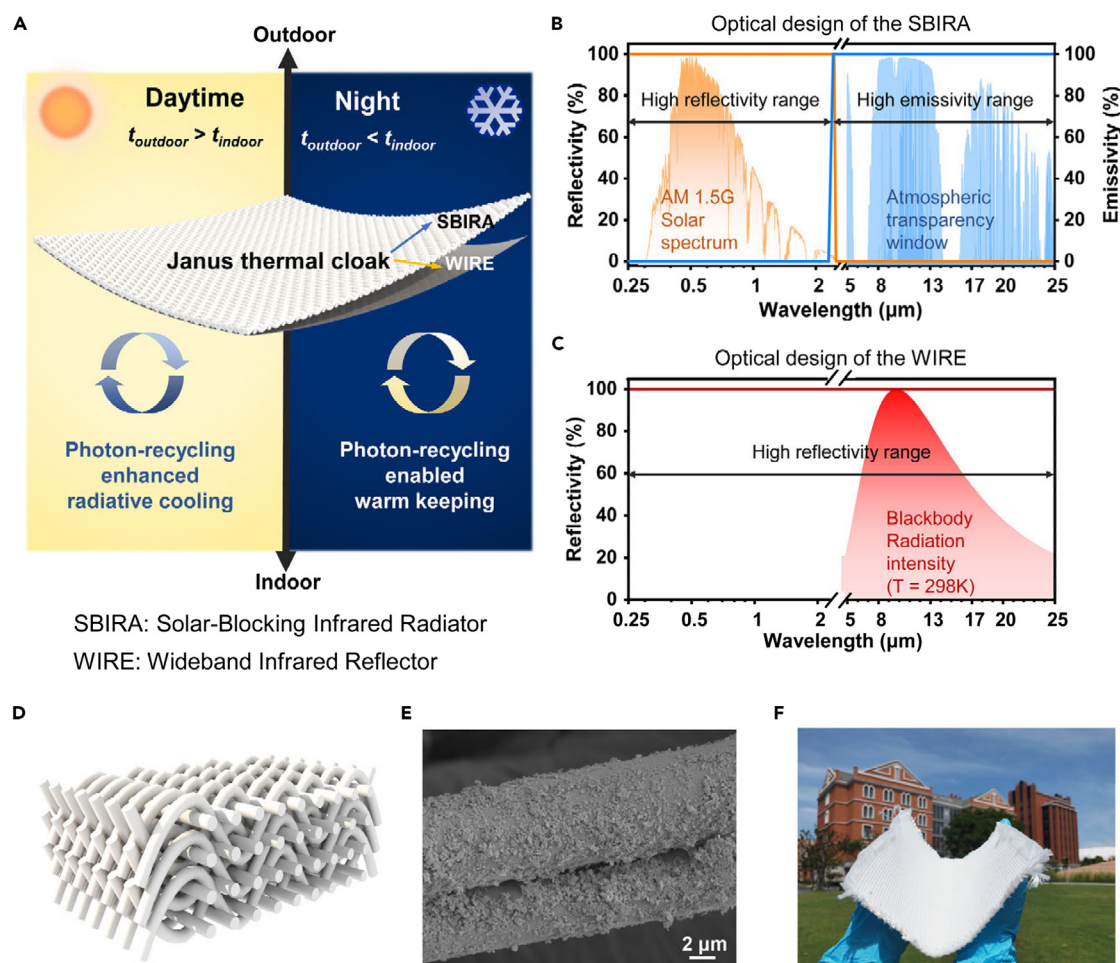 A
Outdoor
Daytime
t_outdoor > t_indoor
Night
t_outdoor < t_indoor
SBIRA
Janus thermal cloak
WIRE
Photon-recycling
enhanced
radiative cooling
Photon-recycling
enabled
warm keeping
Indoor
SBIRA: Solar-Blocking Infrared Radiator
WIRE: Wideband Infrared Reflector
B
Optical design of the SBIRA
Reflectivity (%)
100
80
60
40
20
0
High reflectivity range
High emissivity range
AM 1.5G
Solar
spectrum
Atmospheric
transparency
window
100
80
60
40
20
0
Emissivity (%)
0.25 0.5 1 2 5 8 10 13 17 20 25
Wavelength (µm)
C
Optical design of the WIRE
Reflectivity (%)
100
80
60
40
20
0
High reflectivity range
Blackbody
Radiation
intensity
(T = 298K)
0.25 0.5 1 2 5 8 10 13 17 20 25
Wavelength (µm)
D
E
2 µm
F